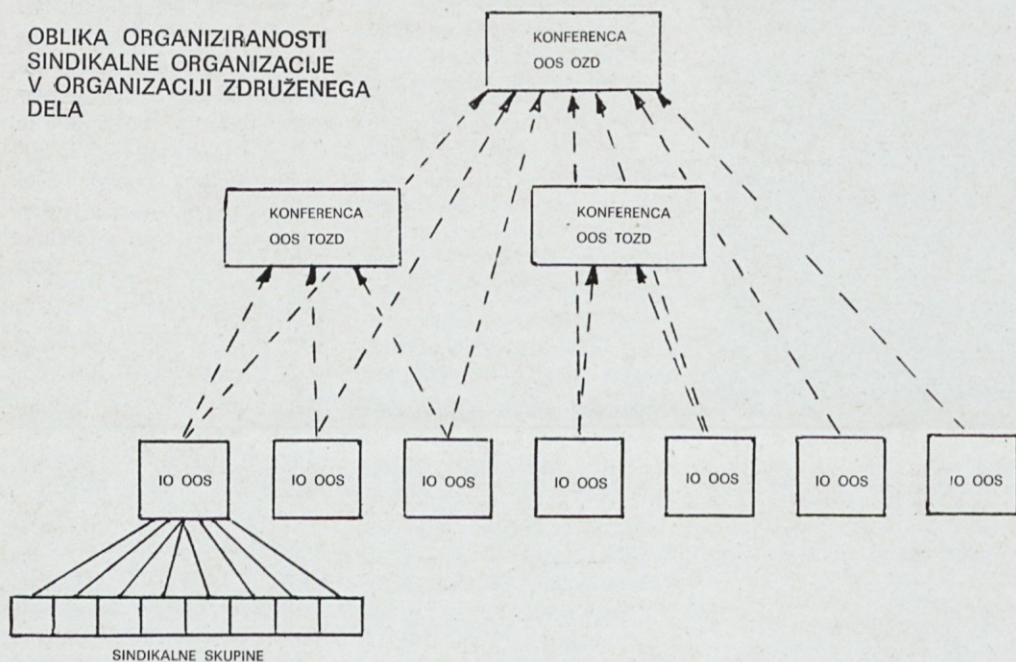 OBLIKA ORGANIZIRANOSTI
SINDIKALNE ORGANIZACIJE
V ORGANIZACIJI ZDRUŽENEGA
DELA
KONFERENCA
OOS OZD
KONFERENCA
OOS TOZD
KONFERENCA
OOS TOZD
IO OOS
IO OOS
IO OOS
IO OOS
IO OOS
IO OOS
IO OOS
SINDIKALNE SKUPINE